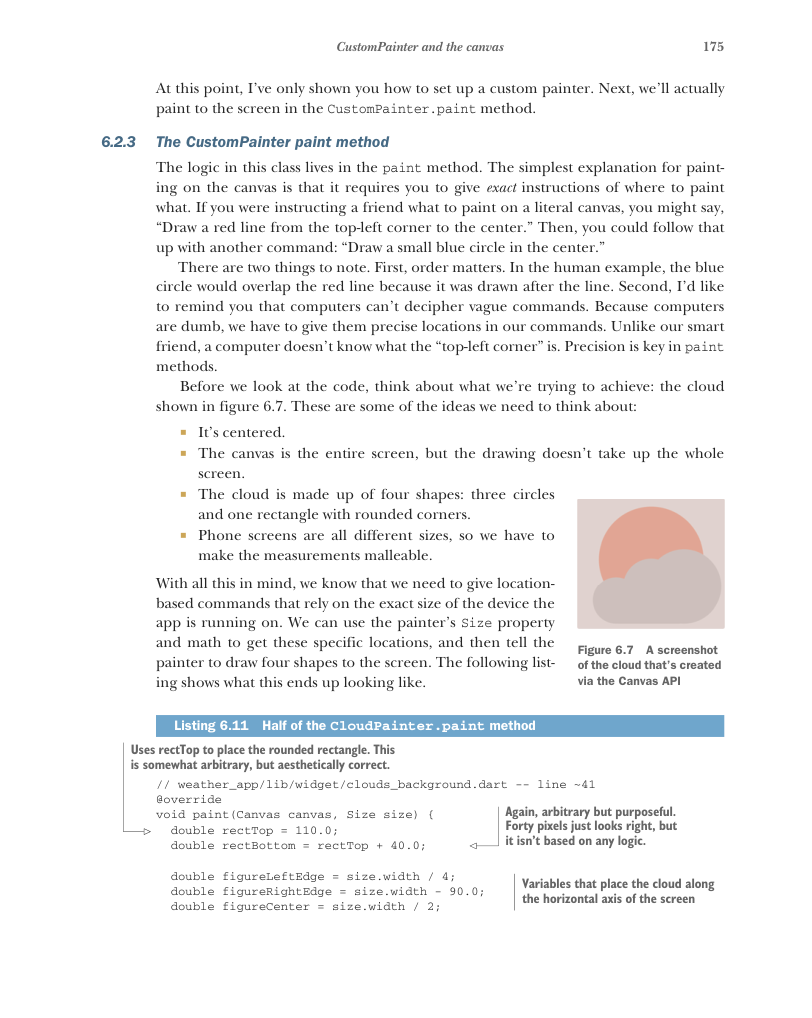 CustomPainter and the canvas 175
At this point, I've only shown you how to set up a custom painter. Next, we'll actually
paint to the screen in the CustomPainter.paint method.
6.2.3 The CustomPainter paint method
The logic in this class lives in the paint method. The simplest explanation for paint-
ing on the canvas is that it requires you to give exact instructions of where to paint
what. If you were instructing a friend what to paint on a literal canvas, you might say,
“Draw a red line from the top-left corner to the center.” Then, you could follow that
up with another command: “Draw a small blue circle in the center.”
There are two things to note. First, order matters. In the human example, the blue
circle would overlap the red line because it was drawn after the line. Second, I'd like
to remind you that computers can't decipher vague commands. Because computers
are dumb, we have to give them precise locations in our commands. Unlike our smart
friend, a computer doesn't know what the “top-left corner” is. Precision is key in paint
methods.
Before we look at the code, think about what we're trying to achieve: the cloud
shown in figure 6.7. These are some of the ideas we need to think about:
■ It's centered.
■ The canvas is the entire screen, but the drawing doesn't take up the whole
screen.
■ The cloud is made up of four shapes: three circles
and one rectangle with rounded corners.
■ Phone screens are all different sizes, so we have to
make the measurements malleable.
With all this in mind, we know that we need to give location-
based commands that rely on the exact size of the device the
app is running on. We can use the painter's Size property
and math to get these specific locations, and then tell the
painter to draw four shapes to the screen. The following list-
ing shows what this ends up looking like.
Figure 6.7 A screenshot
of the cloud that's created
via the Canvas API
Listing 6.11 Half of the CloudPainter.paint method
Uses rectTop to place the rounded rectangle. This
is somewhat arbitrary, but aesthetically correct.
// weather_app/lib/widget/clouds_background.dart -- line ~41
@override
void paint(Canvas canvas, Size size) {
double rectTop = 110.0;
double rectBottom = rectTop + 40.0;
Again, arbitrary but purposeful.
Forty pixels just looks right, but
it isn't based on any logic.
double figureLeftEdge = size.width / 4;
double figureRightEdge = size.width - 90.0;
double figureCenter = size.width / 2;
Variables that place the cloud along
the horizontal axis of the screen